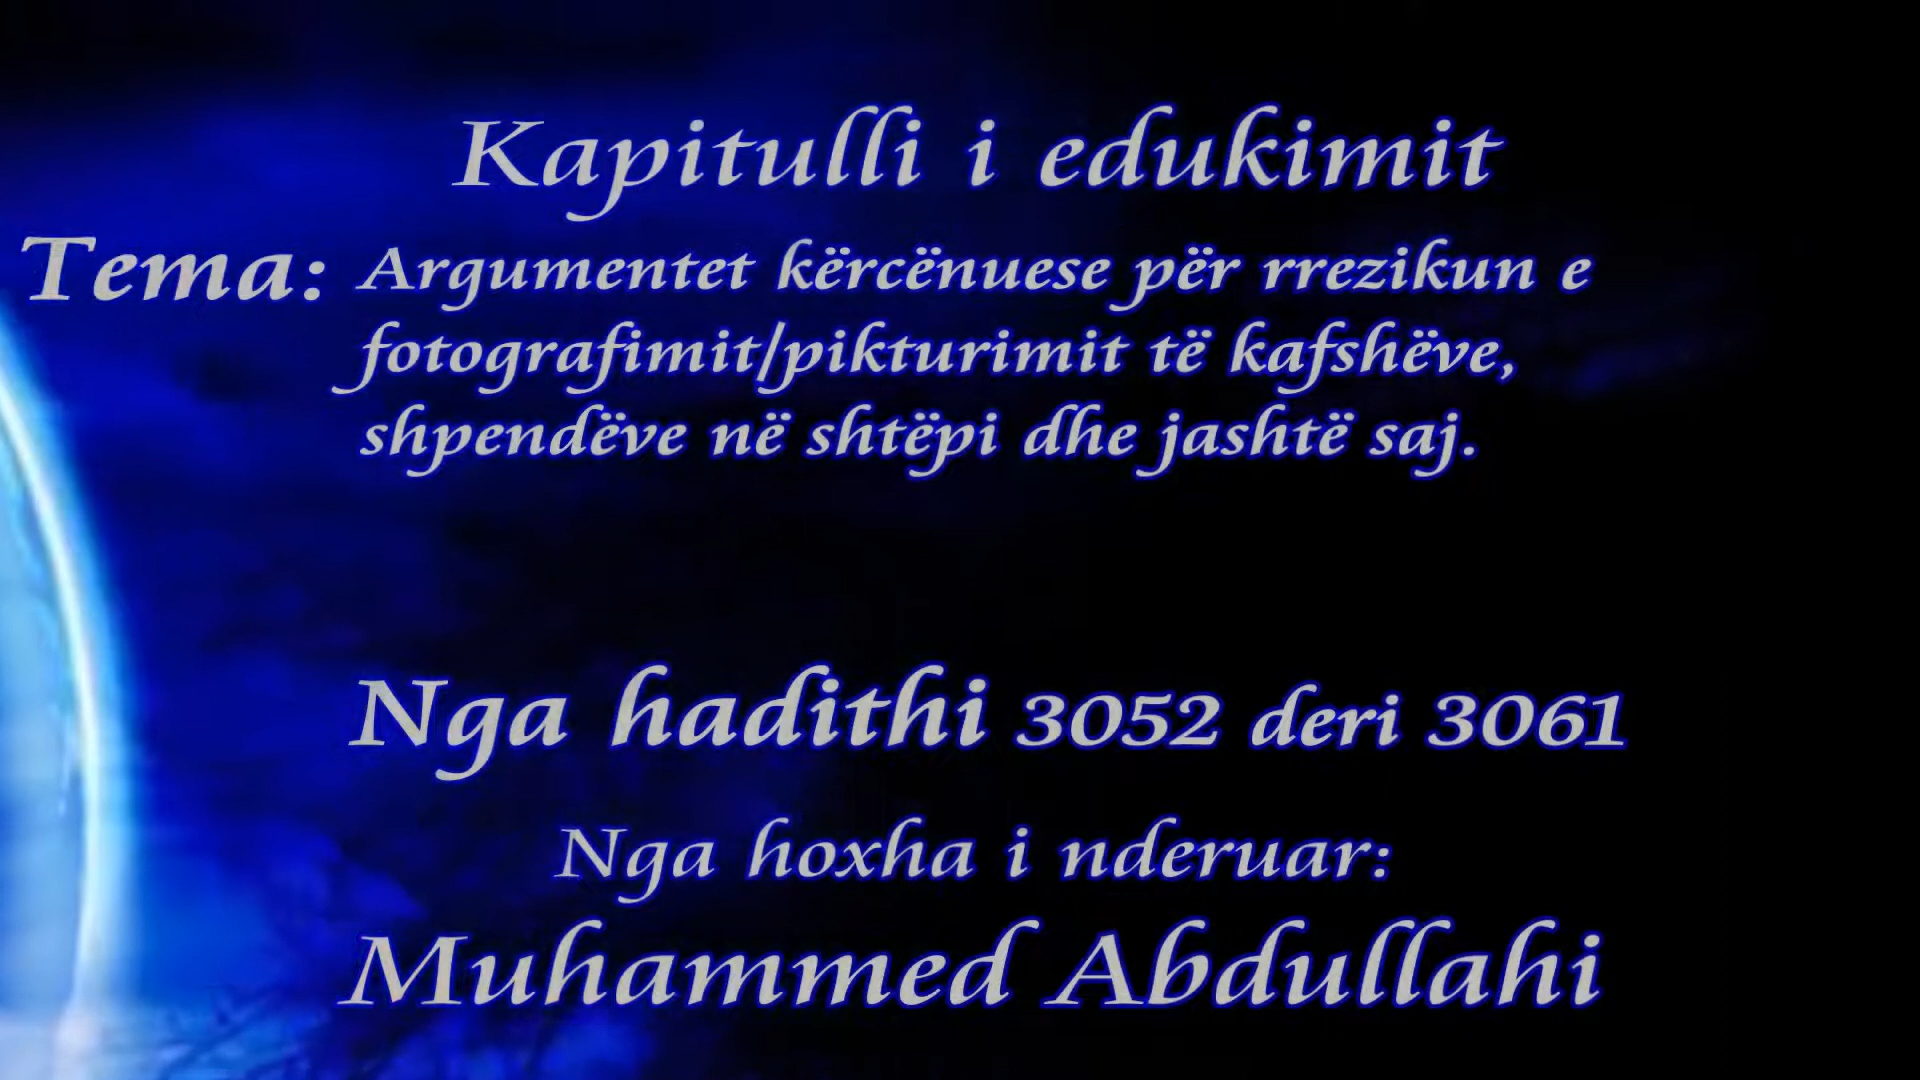 Kapitulli i edukimit
Tema: Argumentet kërcënuese për rrezikun e
fotografimit/pikturimit të kafshëve,
shpendëve në shtëpi dhe jashtë saj.
Nga hadithi 3052 deri 3061
Nga hoxha i nderuar:
Muhammed Abdullahi